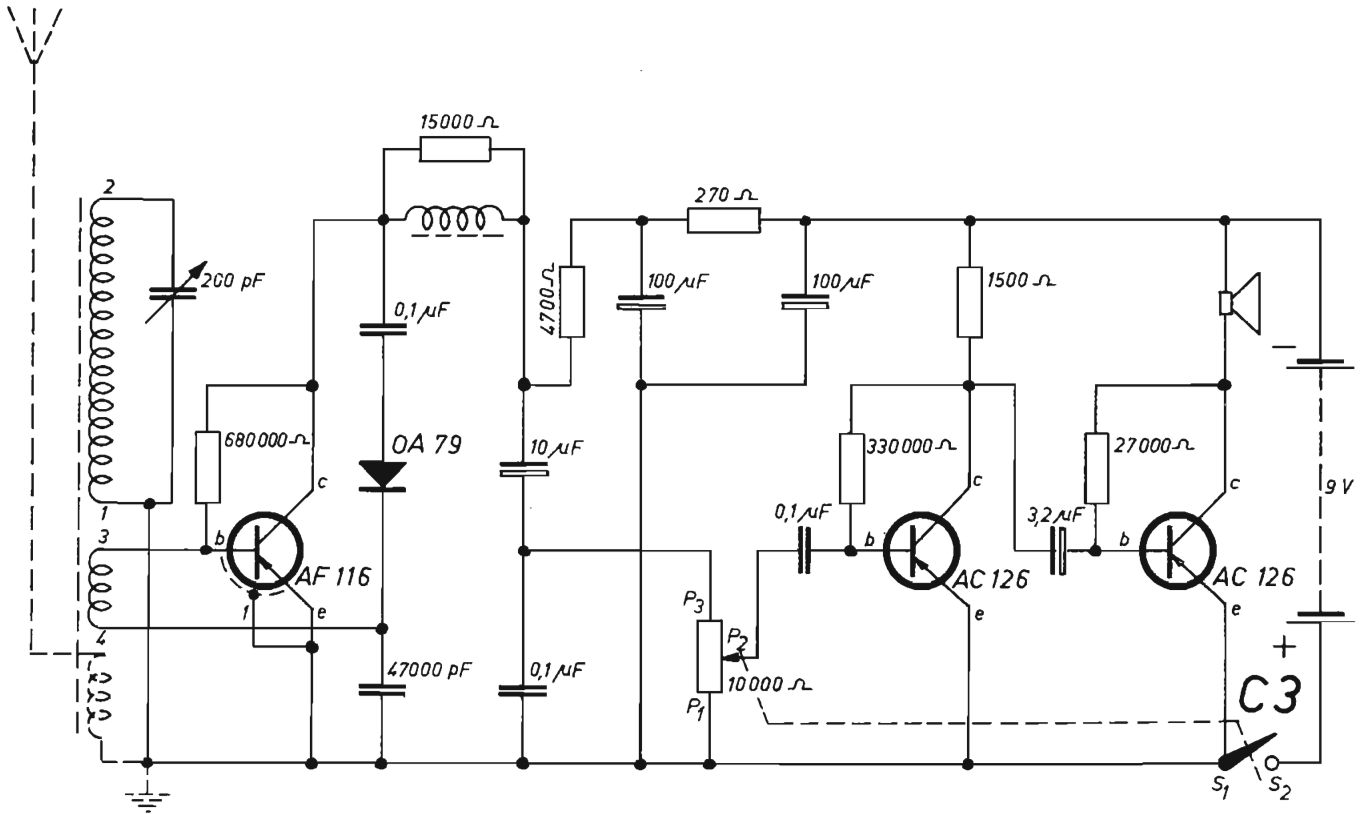 15000 Ω
2
270 Ω
200 pF
4700 Ω
100 µF
100 µF
1500 Ω
0,1 µF
680000 Ω
OA 79
10 µF
330000 Ω
27000 Ω
−
c
c
c
9 V
1
3
b
0,1 µF
b
3,2 µF
b
AF 116
AC 126
AC 126
1
e
P3
e
e
4
P2
+
47000 pF
0,1 µF
10000 Ω
P1
C3
S1
S2